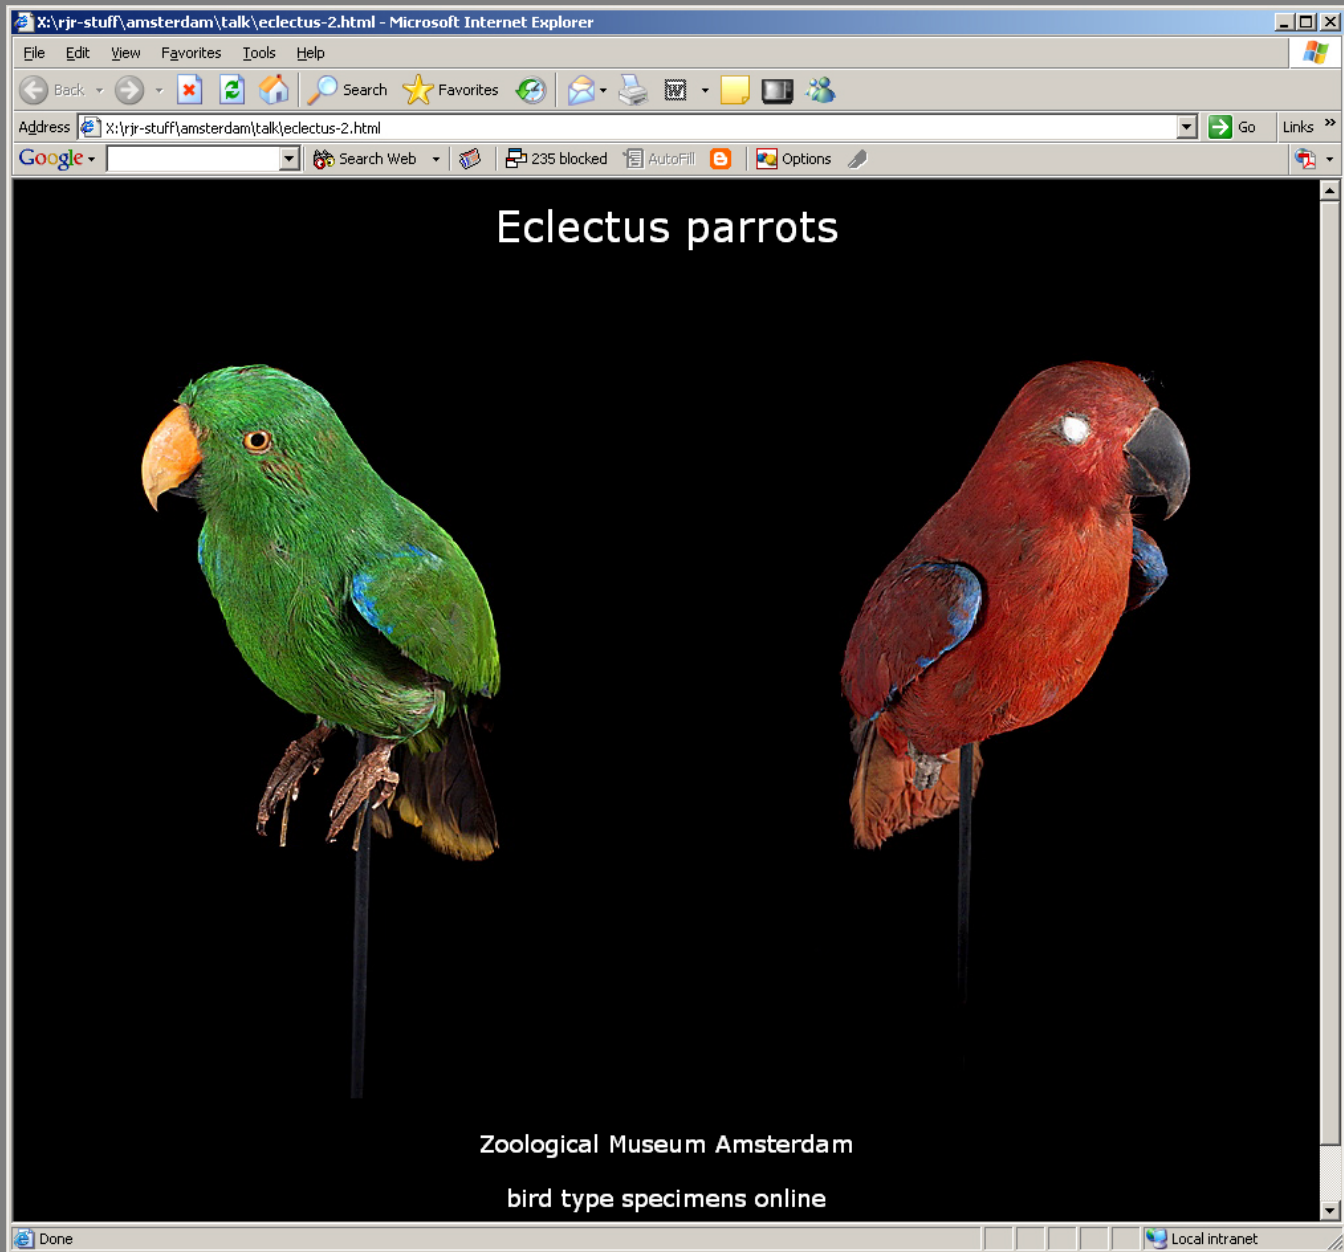 X:\rjr-stuff\amsterdam\talk\eclectus-2.html - Microsoft Internet Explorer
File Edit View Favorites Tools Help
Back Search Favorites
Address X:\rjr-stuff\amsterdam\talk\eclectus-2.html Go Links »
Google Search Web 235 blocked AutoFill Options
Eclectus parrots
Zoological Museum Amsterdam
bird type specimens online
Done Local intranet